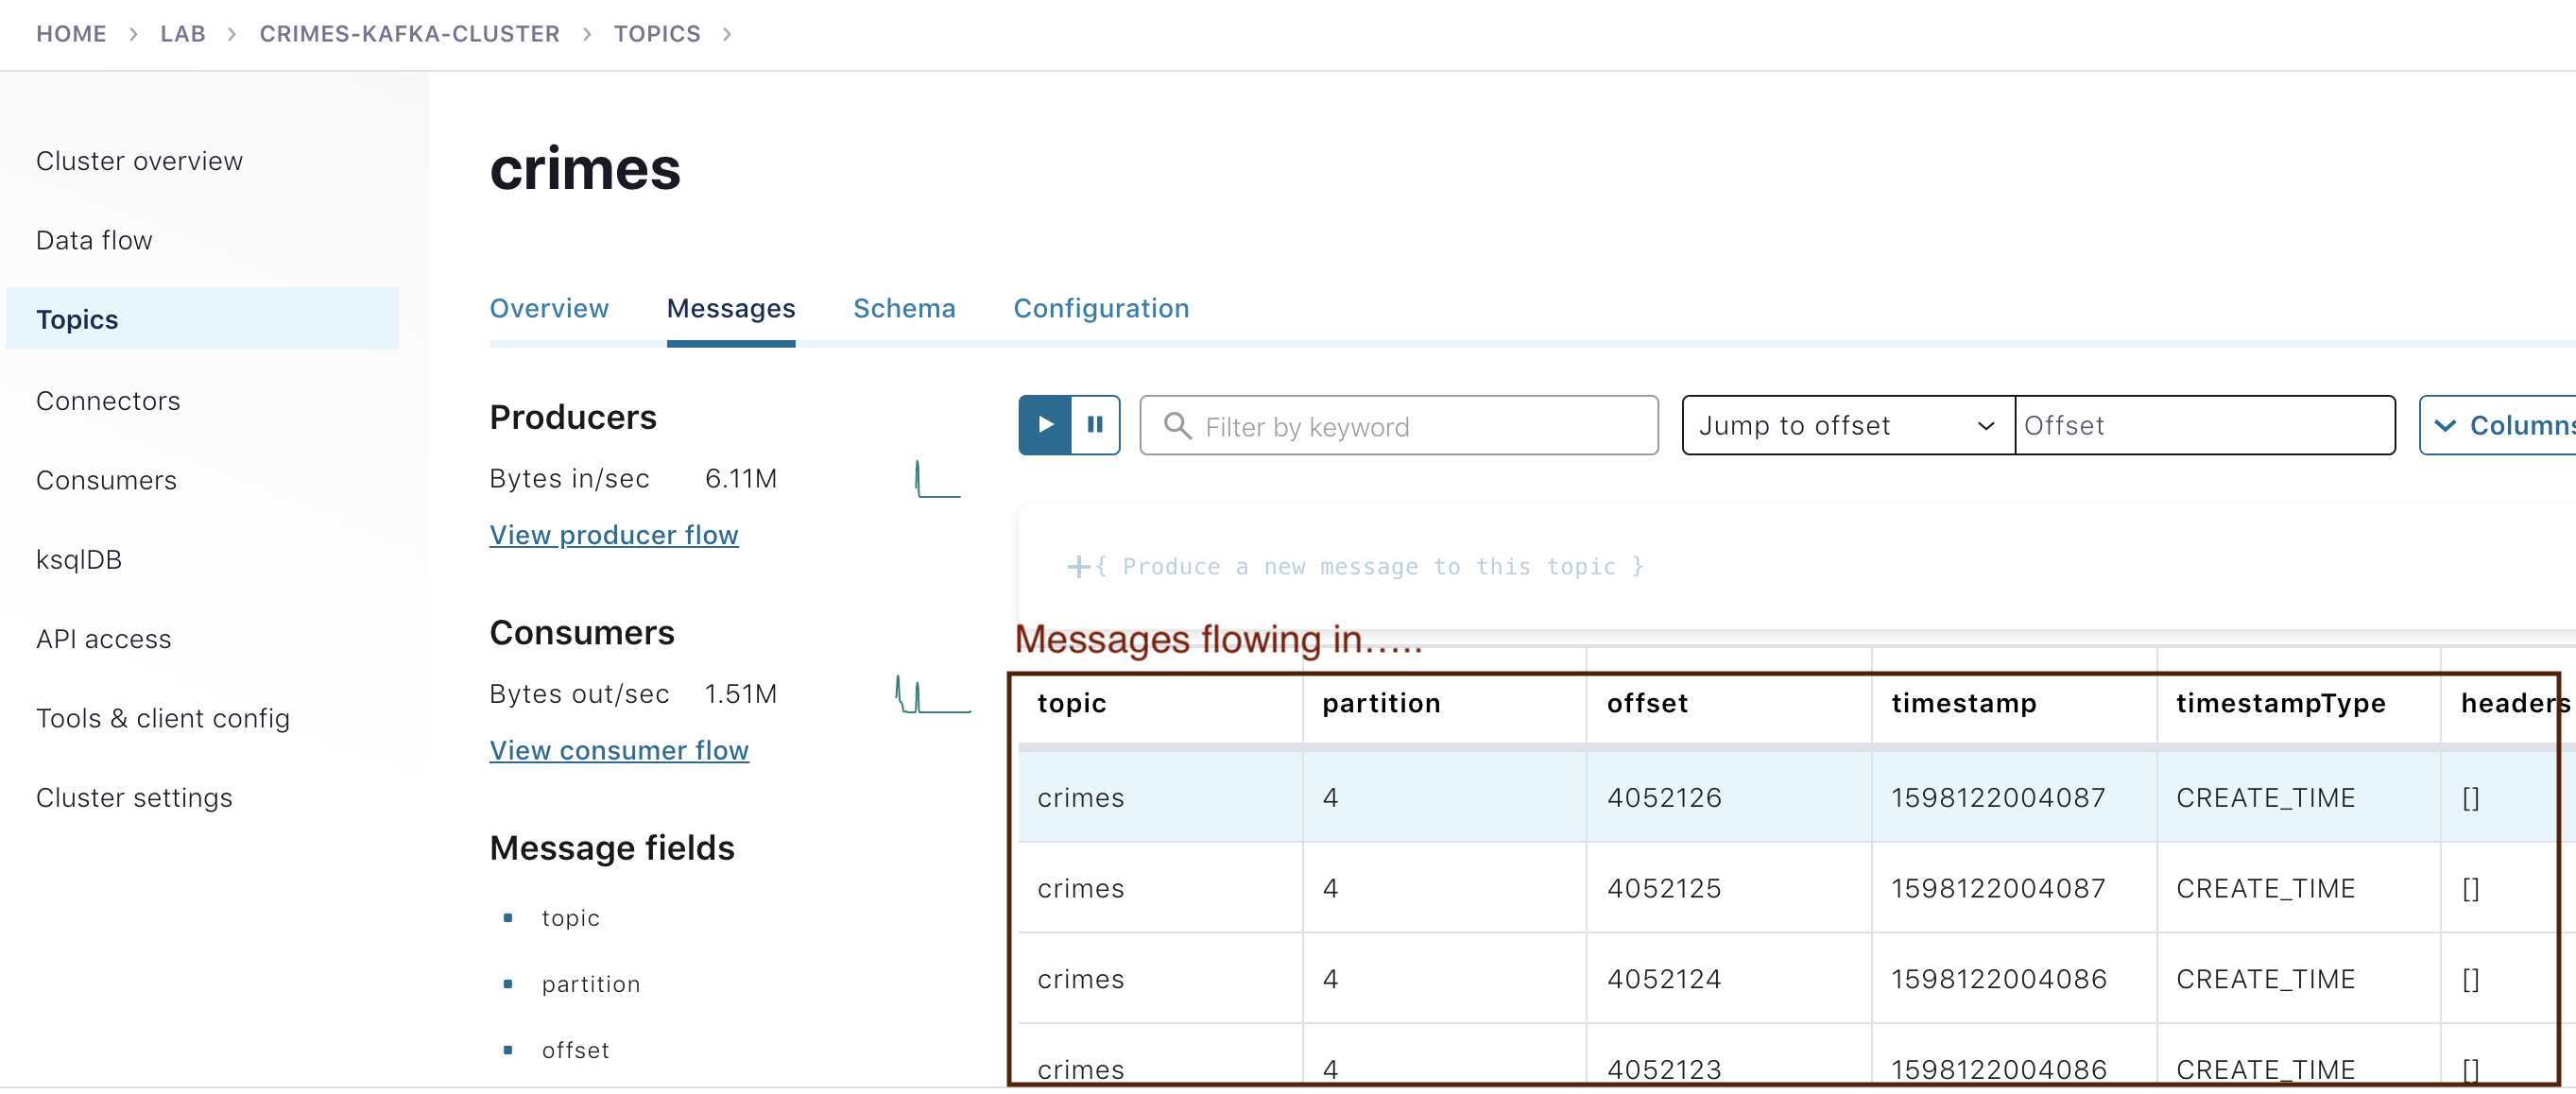 HOME > LAB > CRIMES-KAFKA-CLUSTER > TOPICS >
Cluster overview
Data flow
Topics
Connectors
Consumers
ksqlDB
API access
Tools & client config
Cluster settings
crimes
Overview Messages Schema Configuration
Producers
Bytes in/sec 6.11M
View producer flow
Consumers
Bytes out/sec 1.51M
View consumer flow
Message fields
topic
partition
offset
Filter by keyword Jump to offset Offset Columns
+{ Produce a new message to this topic }
Messages flowing in.....
topic partition offset timestamp timestampType headers
crimes 4 4052126 1598122004087 CREATE_TIME []
crimes 4 4052125 1598122004087 CREATE_TIME []
crimes 4 4052124 1598122004086 CREATE_TIME []
crimes 4 4052123 1598122004086 CREATE_TIME []